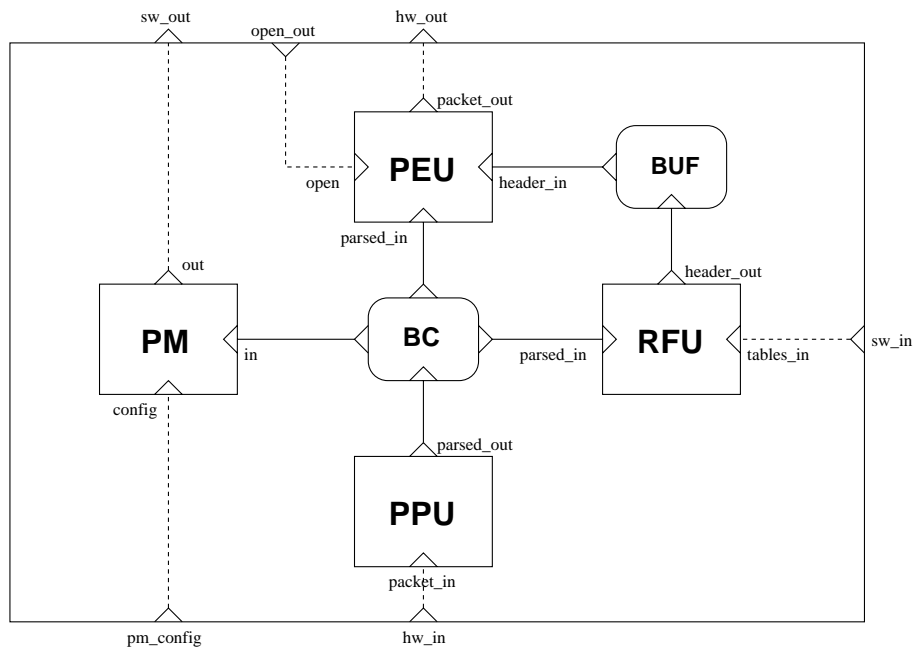 sw_out
hw_out
open_out
packet_out
PEU
BUF
open
header_in
parsed_in
out
header_out
PM
BC
RFU
in
parsed_in
tables_in
sw_in
config
parsed_out
PPU
packet_in
pm_config
hw_in